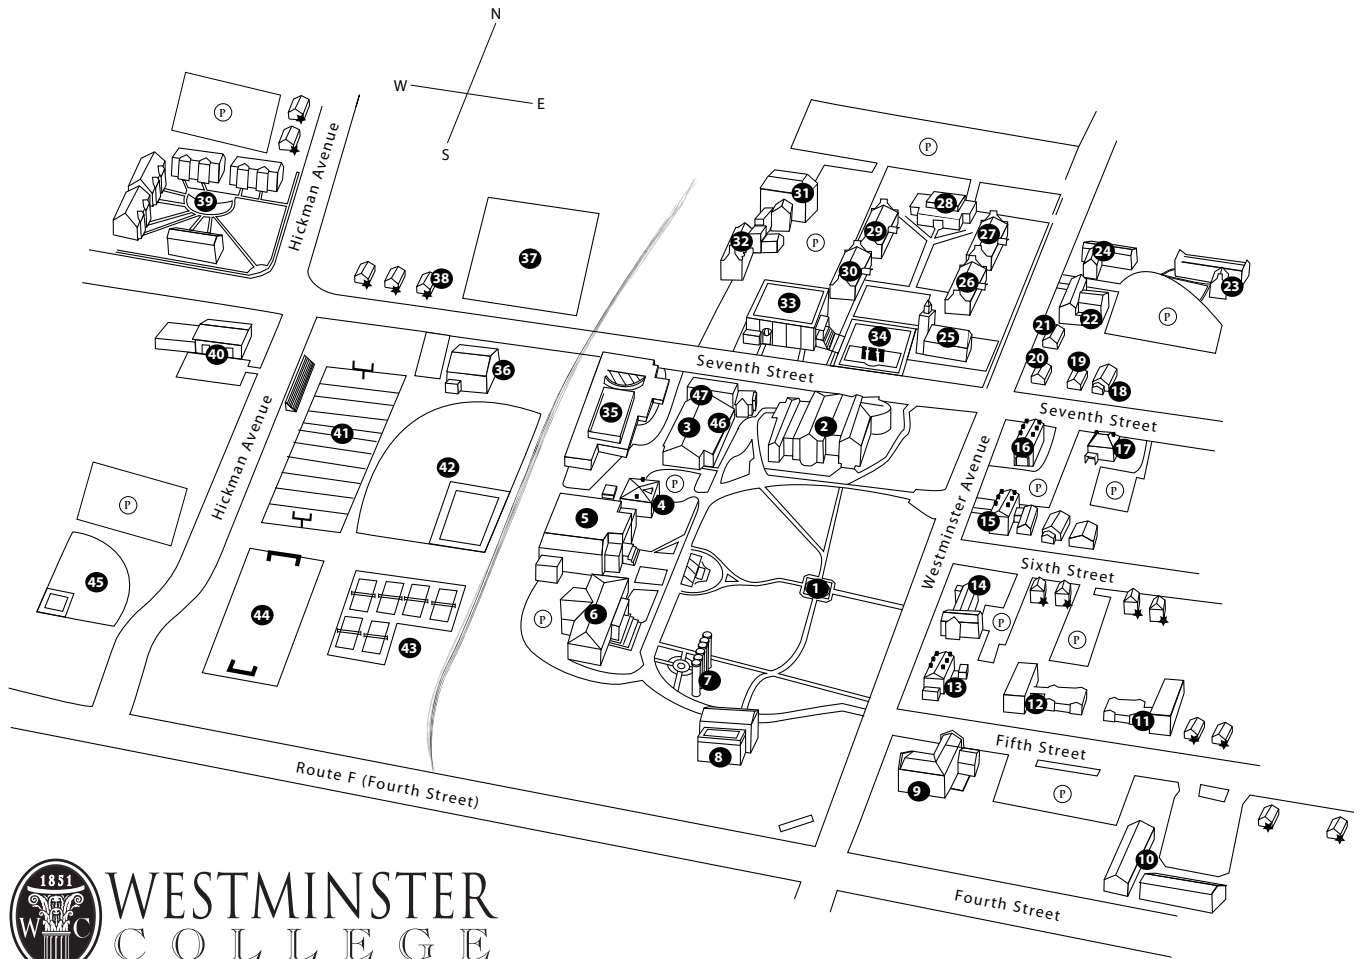 N
W
E
S
P
Hickman Avenue
39
37
38
40
36
41
42
Hickman Avenue
P
45
44
43
P
31
32
P
28
29
27
30
26
33
34
25
24
23
22
P
21
20
19
18
Seventh Street
Seventh Street
35
47
3
46
2
16
17
P
4
P
P
5
15
Westminster Avenue
Sixth Street
1
14
P
6
P
P
7
13
12
11
8
Fifth Street
9
P
10
Route F (Fourth Street)
Fourth Street
1851
W C
WESTMINSTER
COLLEGE